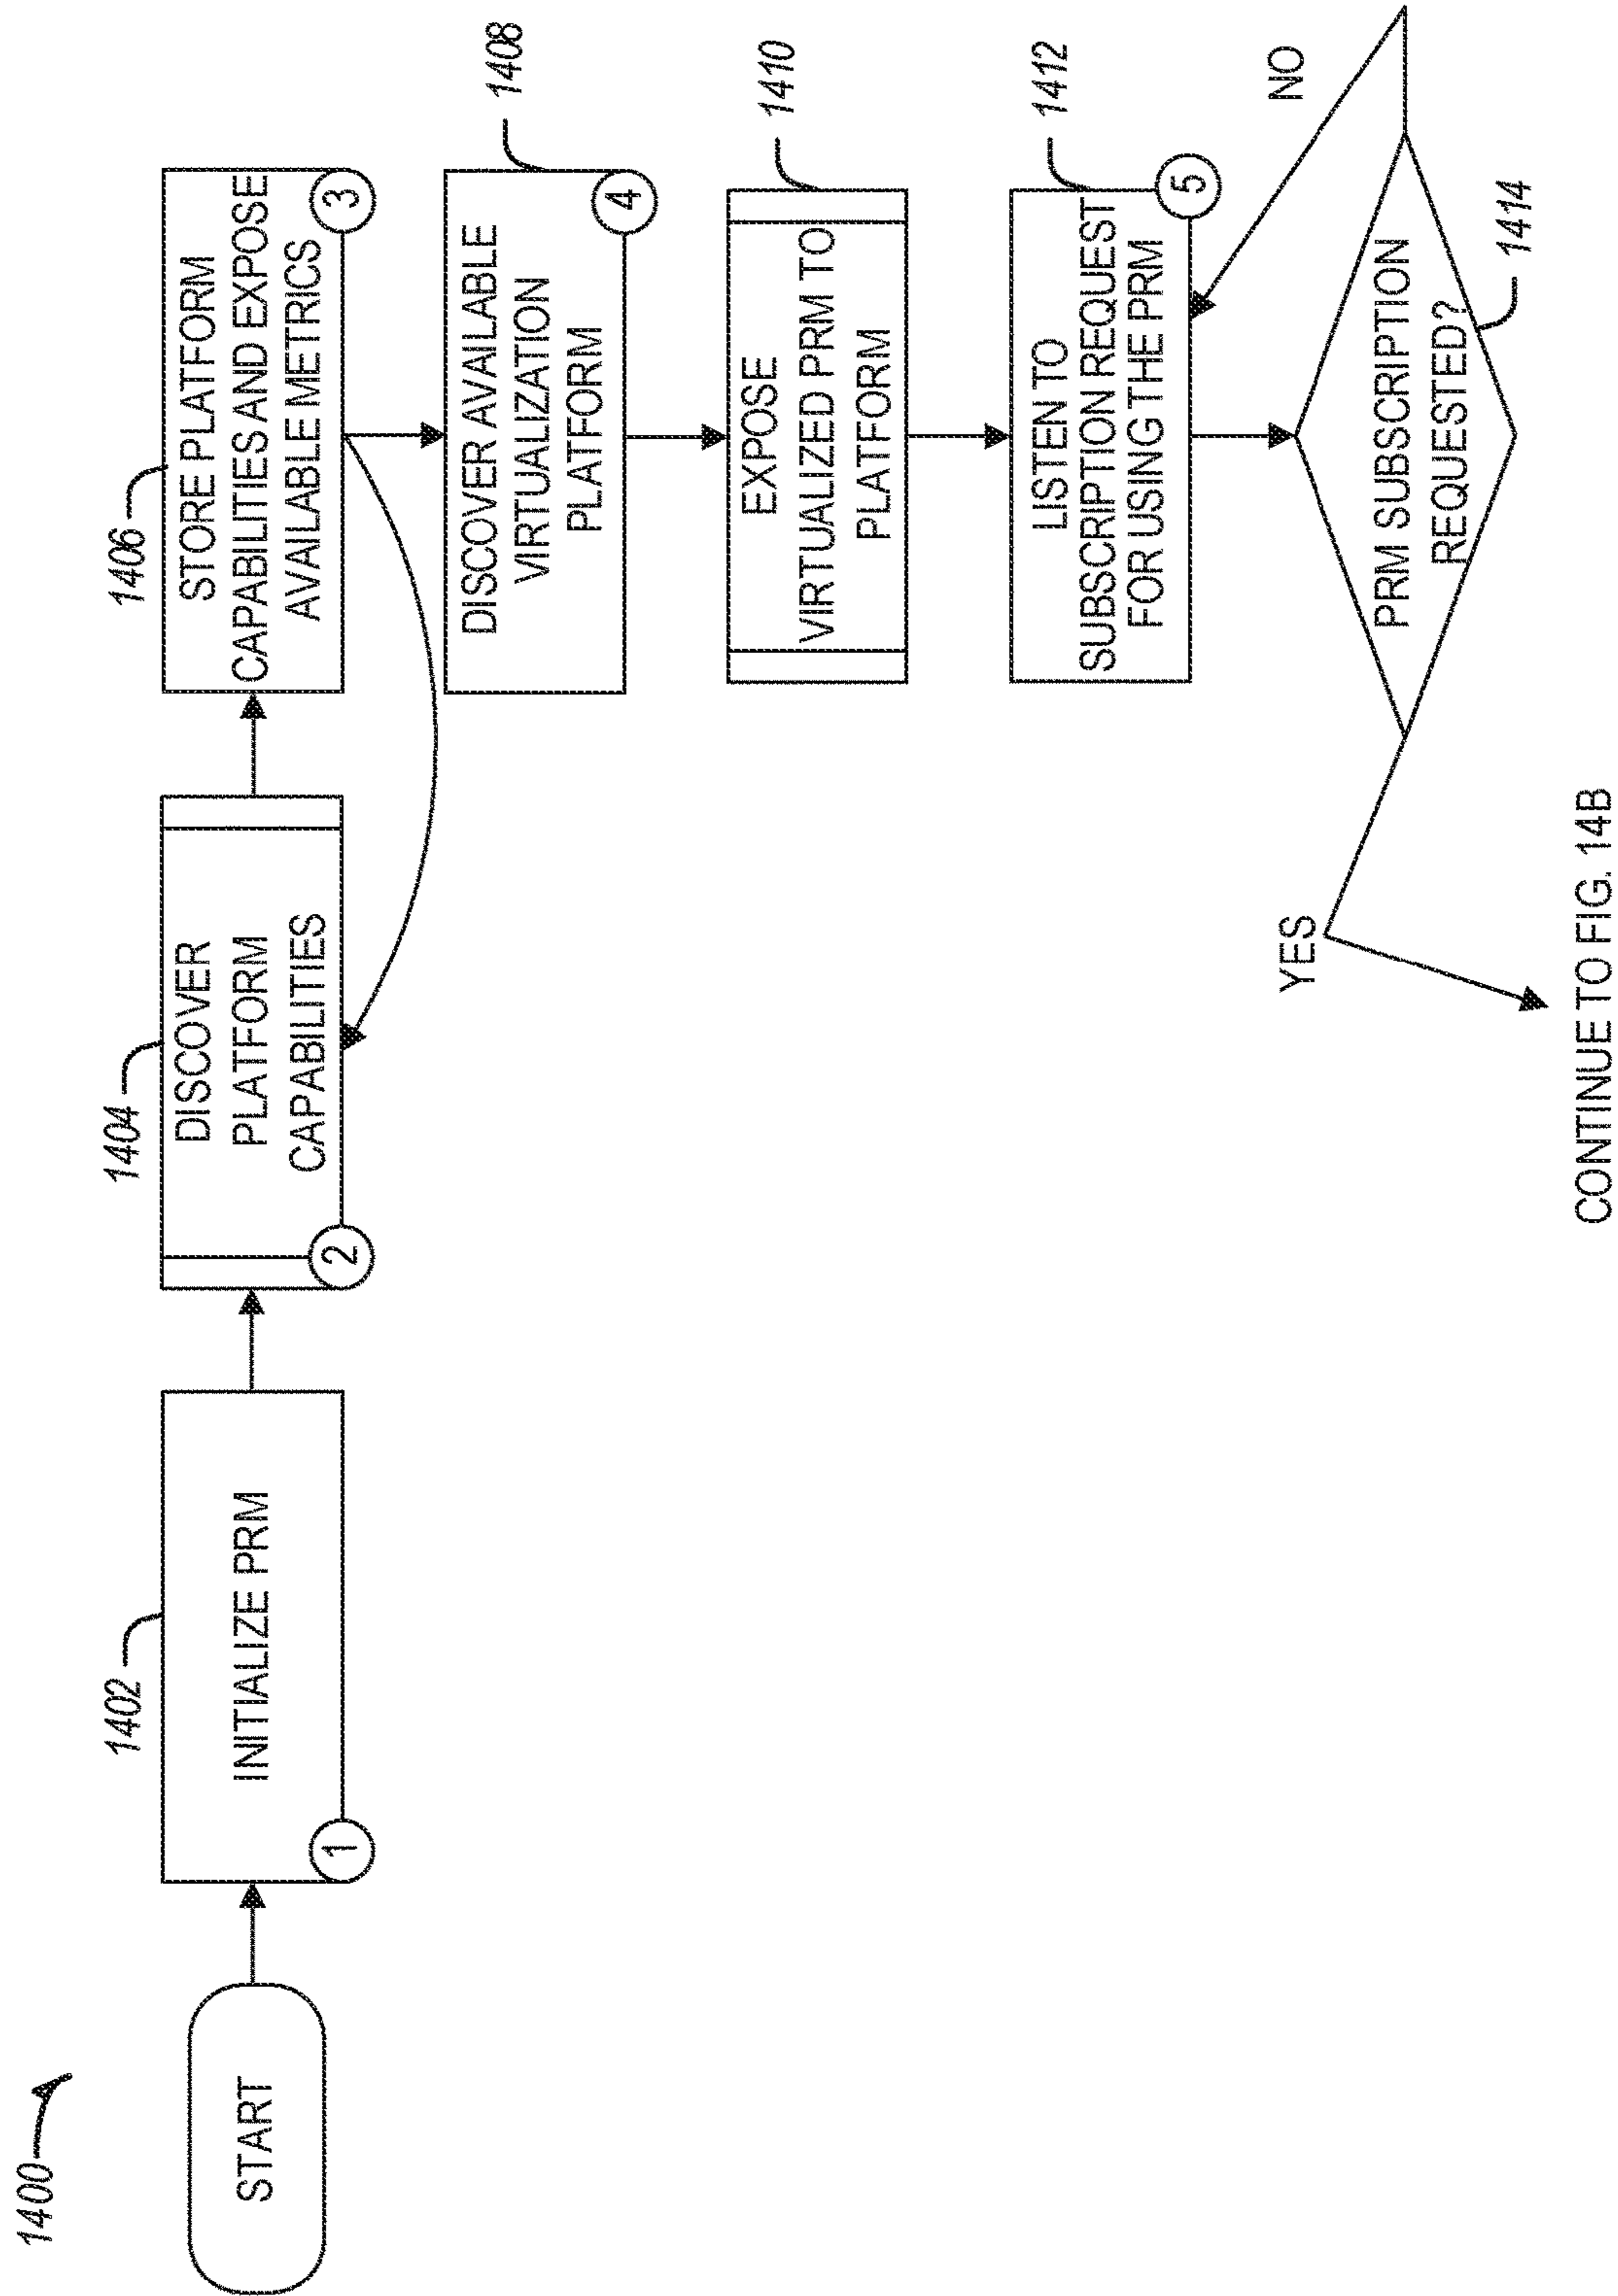 1400
START
1402
INITIALIZE PRM
1
1404
DISCOVER
PLATFORM
CAPABILITIES
2
1406
STORE PLATFORM
CAPABILITIES AND EXPOSE
AVAILABLE METRICS
3
1408
DISCOVER AVAILABLE
VIRTUALIZATION
PLATFORM
4
1410
EXPOSE
VIRTUALIZED PRM TO
PLATFORM
1412
LISTEN TO
SUBSCRIPTION REQUEST
FOR USING THE PRM
5
NO
PRM SUBSCRIPTION
REQUESTED?
1414
YES
CONTINUE TO FIG. 14B